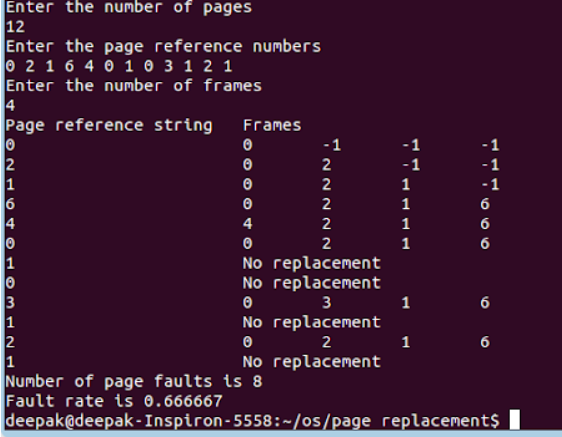 Enter the number of pages
12
Enter the page reference numbers
0 2 1 6 4 0 1 0 3 1 2 1
Enter the number of frames
4
Page reference string Frames
0 0 -1 -1 -1
2 0 2 -1 -1
1 0 2 1 -1
6 0 2 1 6
4 4 2 1 6
0 0 2 1 6
1 No replacement
0 No replacement
3 0 3 1 6
1 No replacement
2 0 2 1 6
1 No replacement
Number of page faults is 8
Fault rate is 0.666667
deepak@deepak-Inspiron-5558:~/os/page replacement$